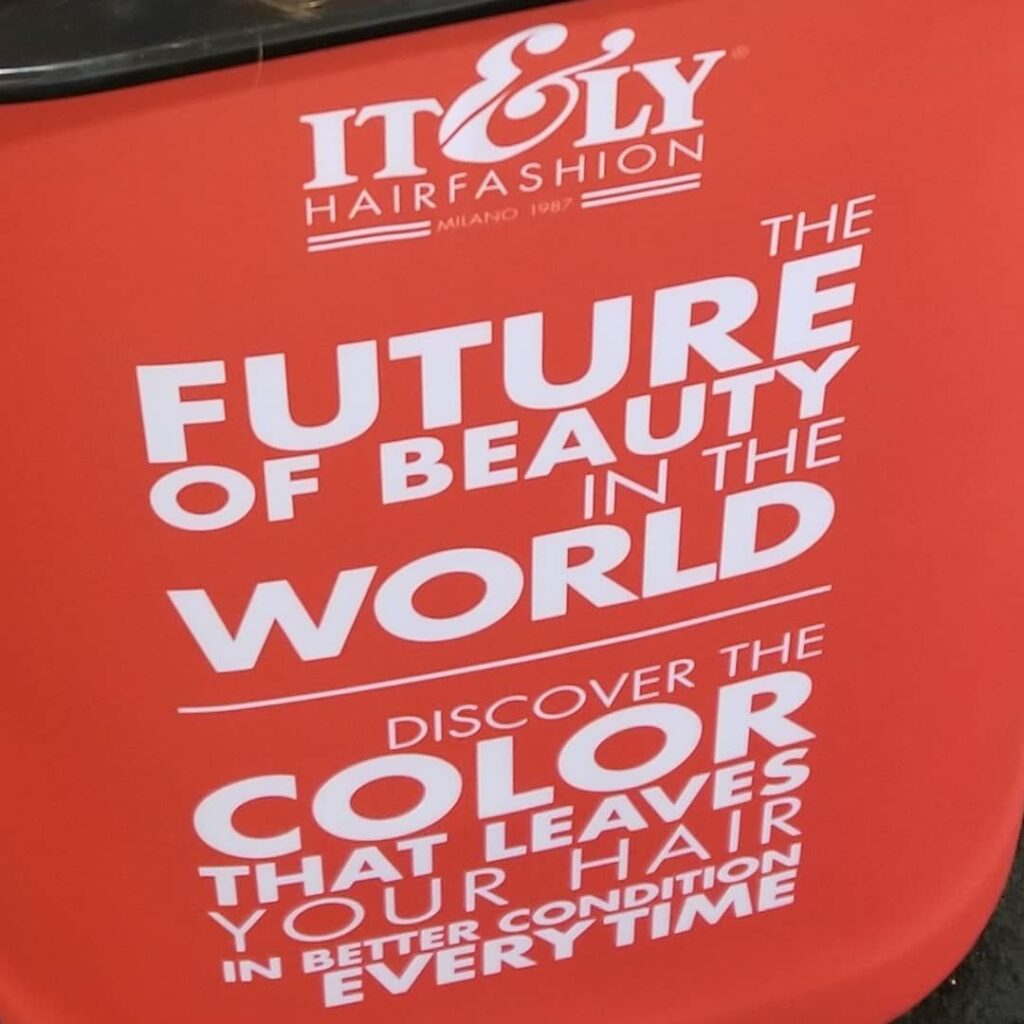 IT&LY
HAIRFASHION
MILANO 1987
THE
FUTURE
OF BEAUTY
IN THE
WORLD
DISCOVER THE
COLOR
THAT LEAVES
YOUR HAIR
IN BETTER CONDITION
EVERYTIME